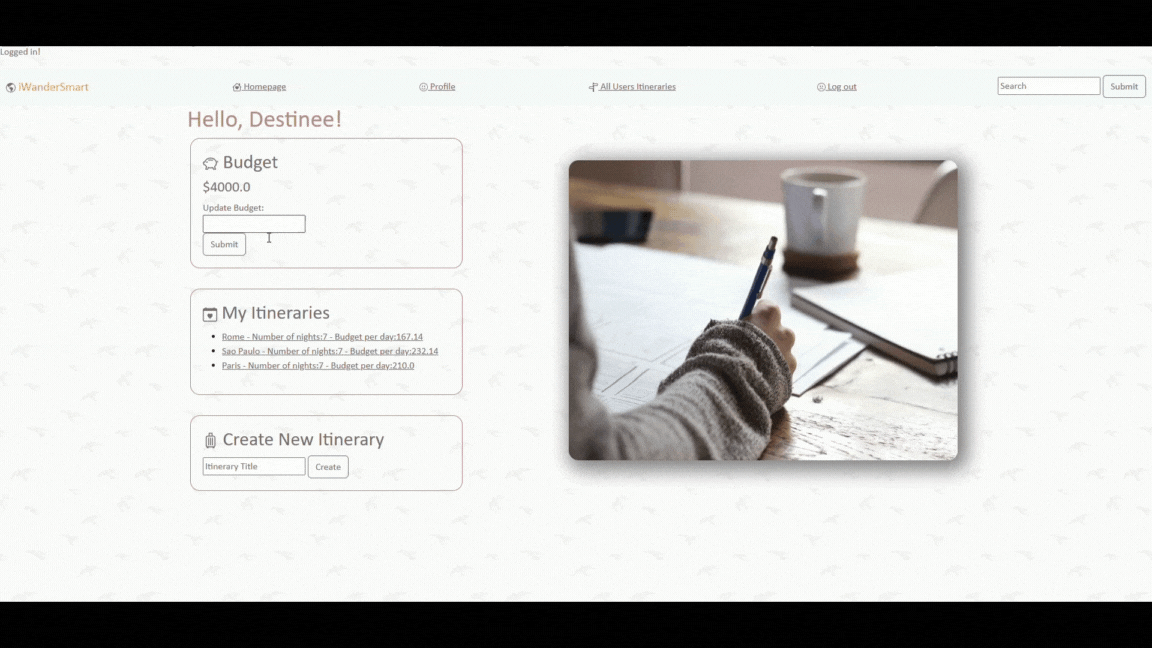 Logged in!
iWanderSmart
Homepage
Profile
All Users Itineraries
Log out
Search
Submit
Hello, Destinee!
Budget
$4000.0
Update Budget:
Submit
My Itineraries
Rome - Number of nights:7 - Budget per day:167.14
Sao Paulo - Number of nights:7 - Budget per day:232.14
Paris - Number of nights:7 - Budget per day:210.0
Create New Itinerary
Itinerary Title
Create